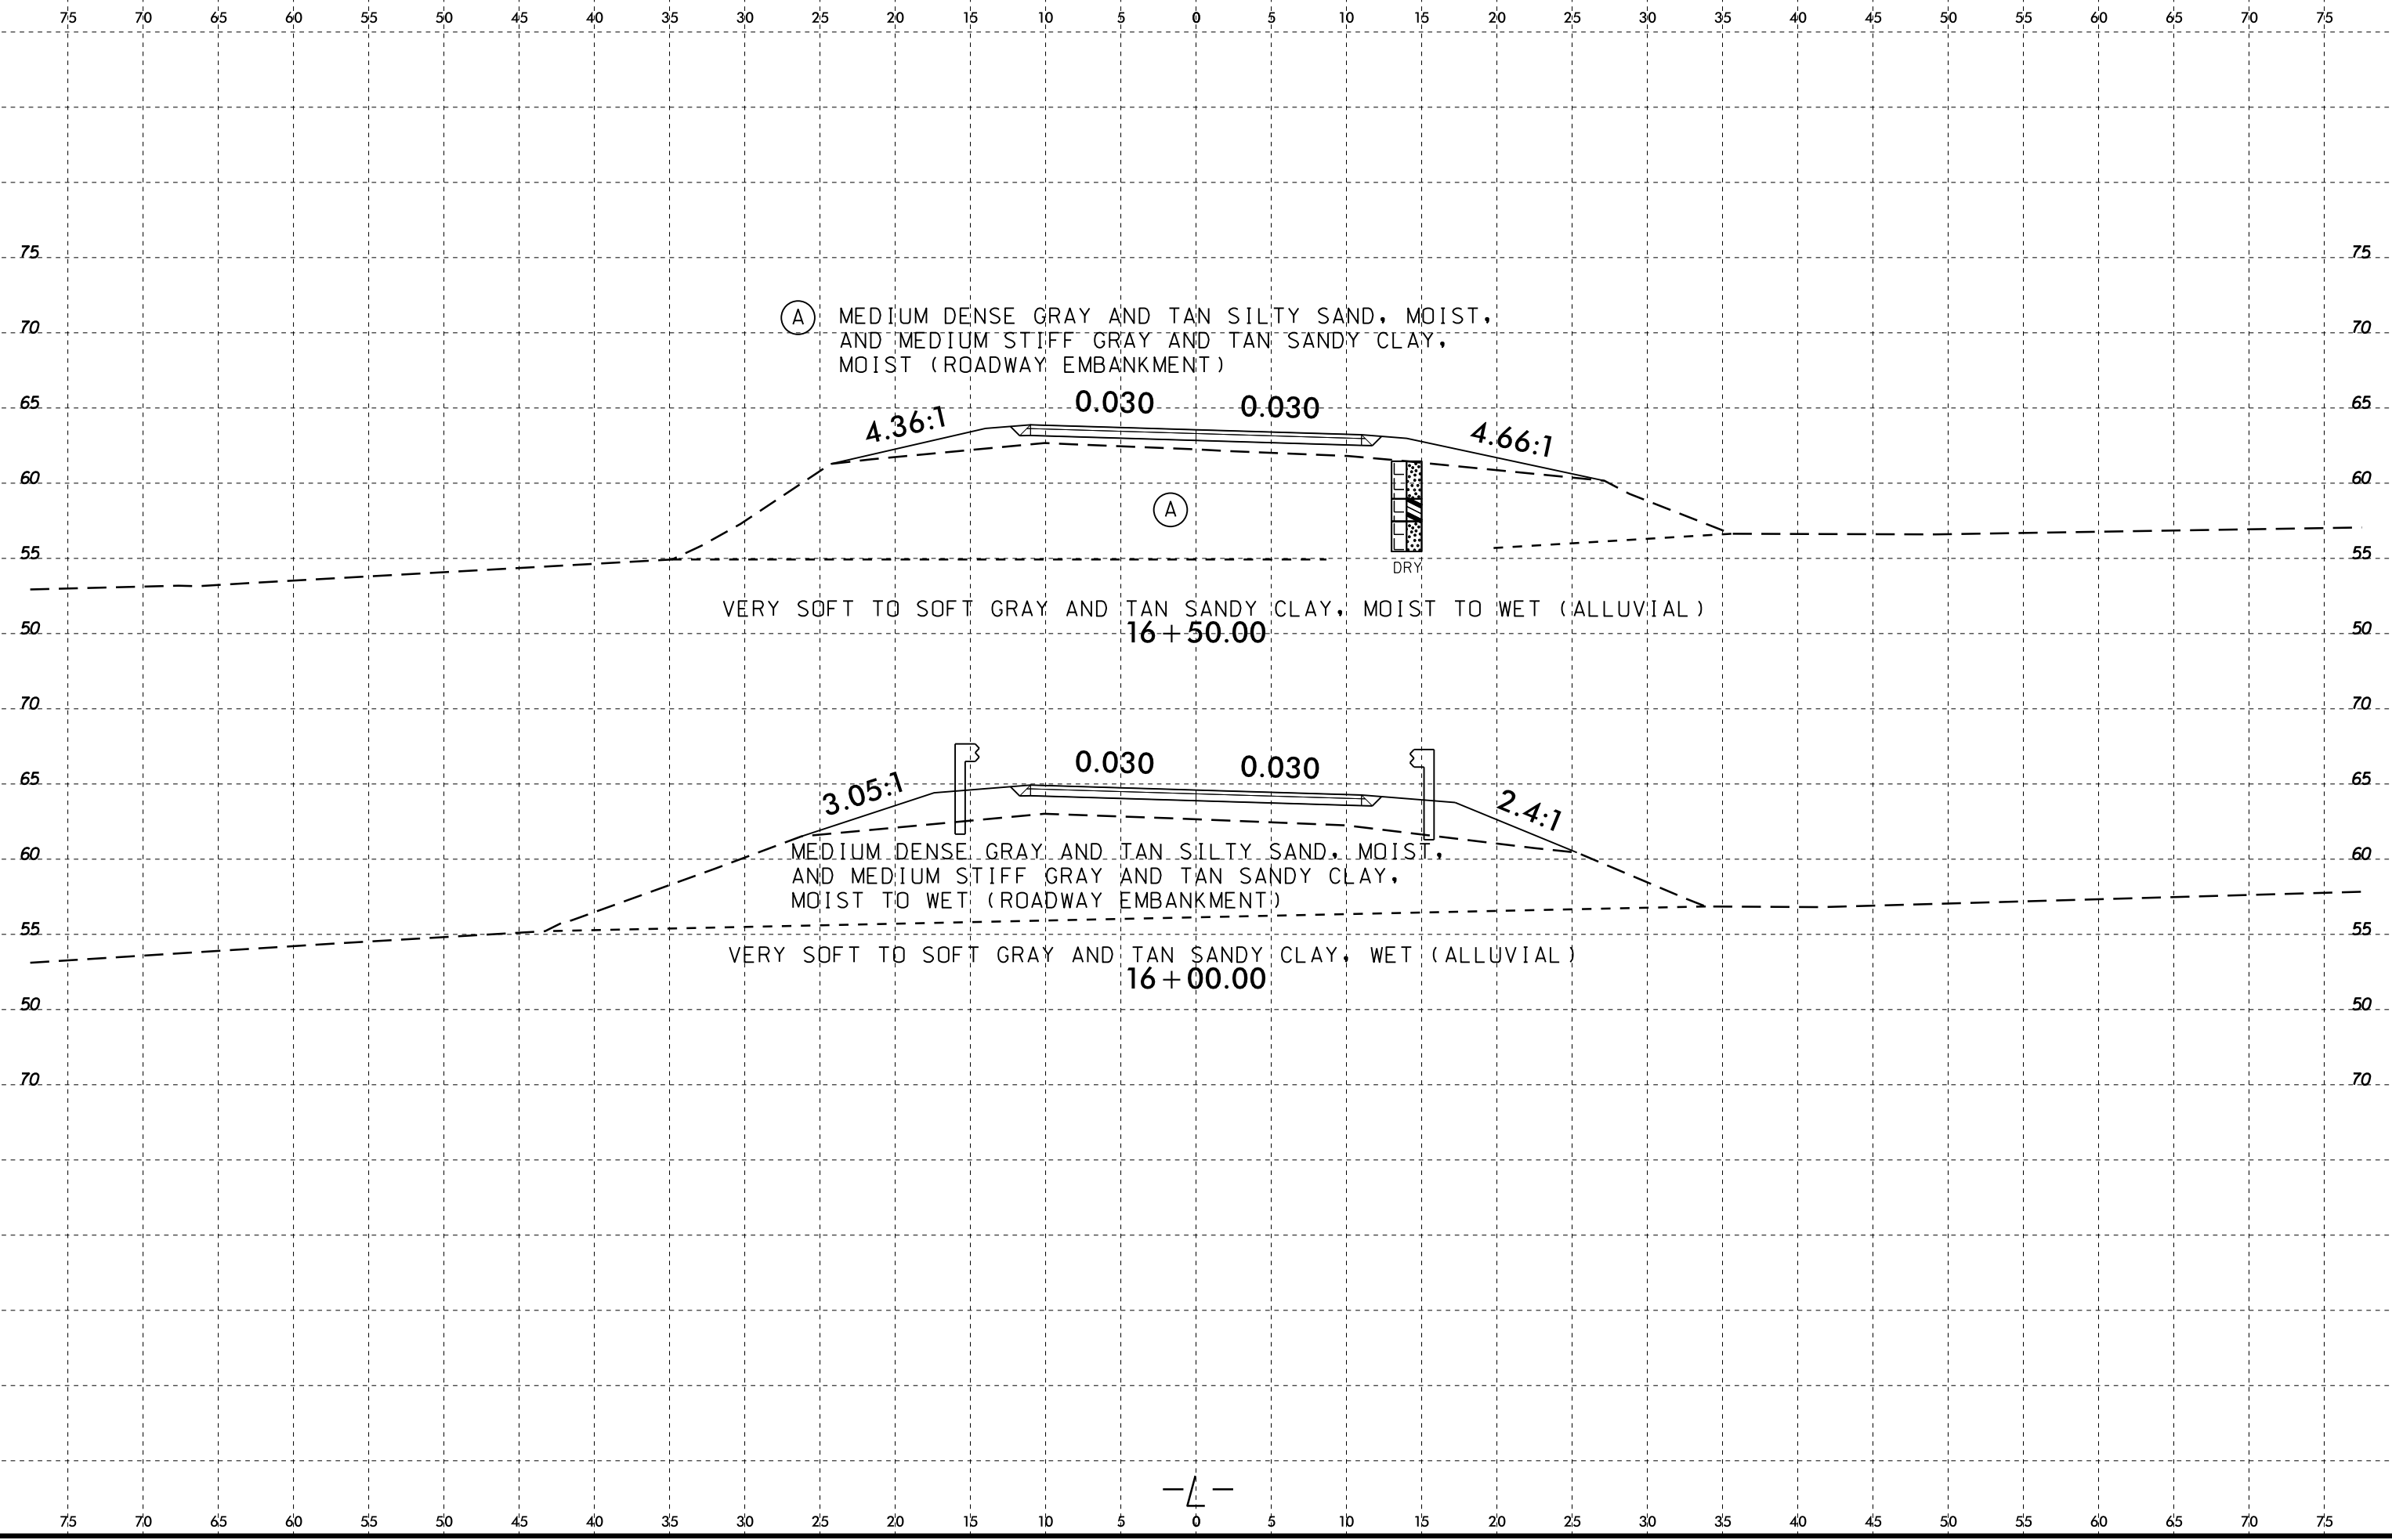 75 70 65 60 55 50 45 40 35 30 25 20 15 10 5 0 5 10 15 20 25 30 35 40 45 50 55 60 65 70 75
75 75
A MEDIUM DENSE GRAY AND TAN SILTY SAND, MOIST,
70 70
AND MEDIUM STIFF GRAY AND TAN SANDY CLAY,
MOIST (ROADWAY EMBANKMENT)
65 0.030 0.030 65
4.36:1 4.66:1
60 60
A
55 55
DRY
VERY SOFT TO SOFT GRAY AND TAN SANDY CLAY, MOIST TO WET (ALLUVIAL)
50 16+50.00 50
70 70
0.030 0.030
65 65
3.05:1 2.4:1
60 MEDIUM DENSE GRAY AND TAN SILTY SAND, MOIST, 60
AND MEDIUM STIFF GRAY AND TAN SANDY CLAY,
MOIST TO WET (ROADWAY EMBANKMENT)
55 55
VERY SOFT TO SOFT GRAY AND TAN SANDY CLAY, WET (ALLUVIAL)
16+00.00
50 50
70 70
-L-
75 70 65 60 55 50 45 40 35 30 25 20 15 10 5 0 5 10 15 20 25 30 35 40 45 50 55 60 65 70 75